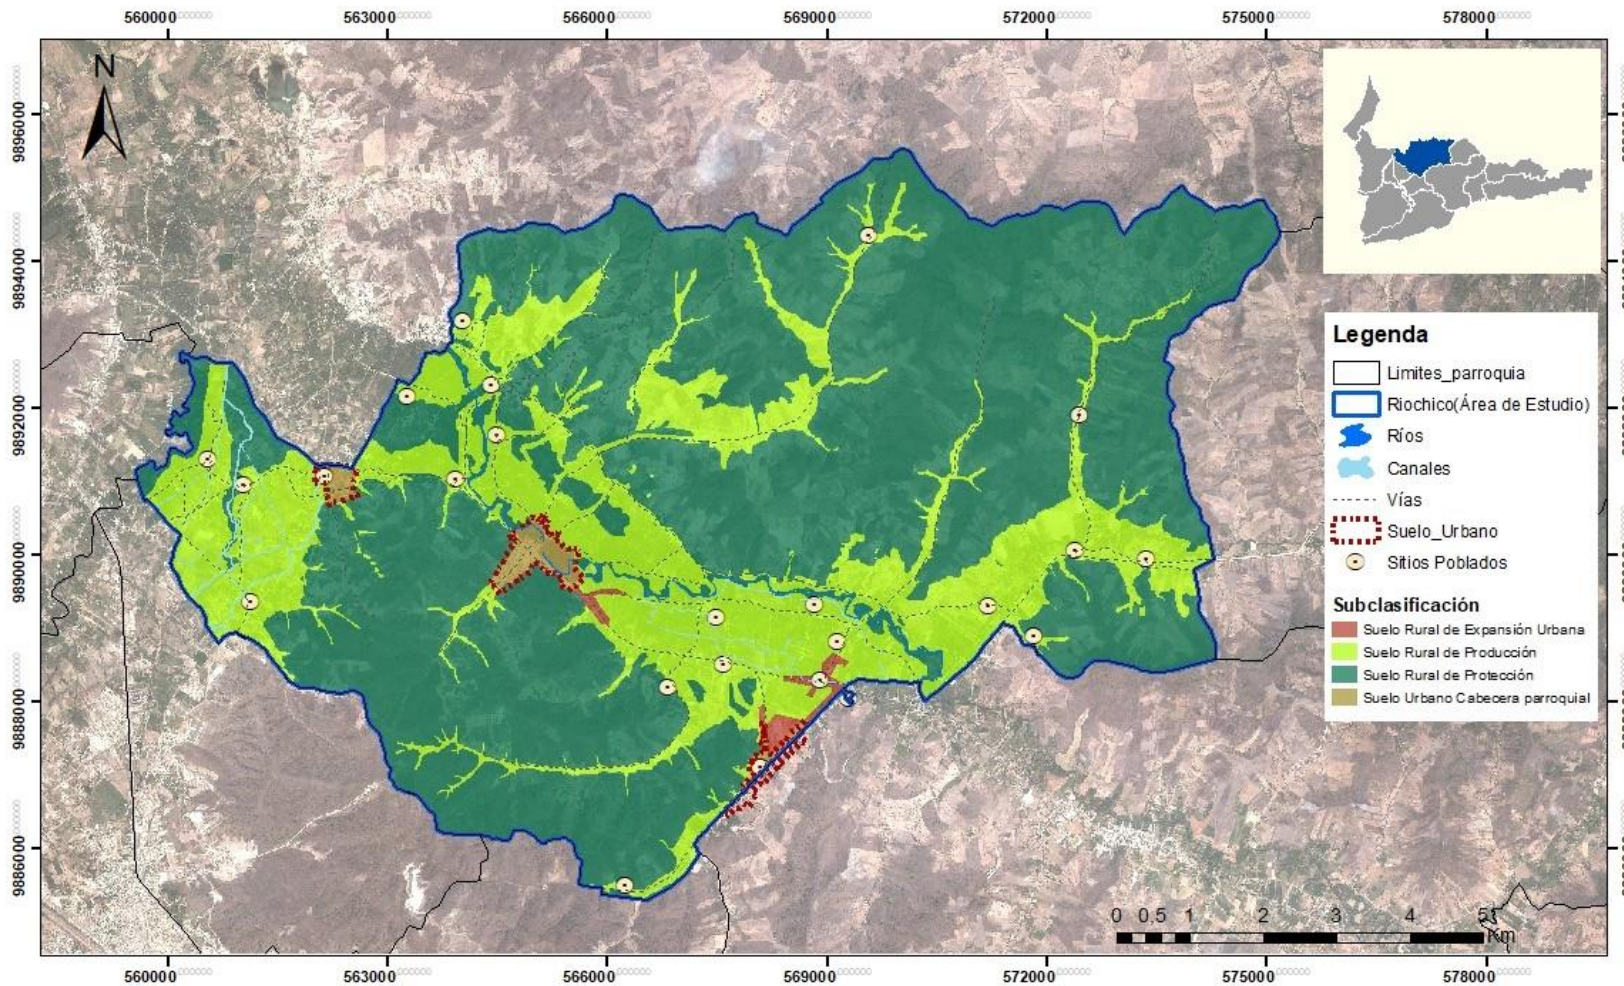 560000 563000 566000 569000 572000 575000 578000
N
9896000
9894000
9892000
9890000
9888000
9886000
Legenda
Limites_parroquia
Riochico(Área de Estudio)
Ríos
Canales
Vías
Suelo_Urbano
Sitios Poblados
Subclasificación
Suelo Rural de Expansión Urbana
Suelo Rural de Producción
Suelo Rural de Protección
Suelo Urbano Cabecera parroquial
0 0.5 1 2 3 4 5
Km
560000 563000 566000 569000 572000 575000 578000